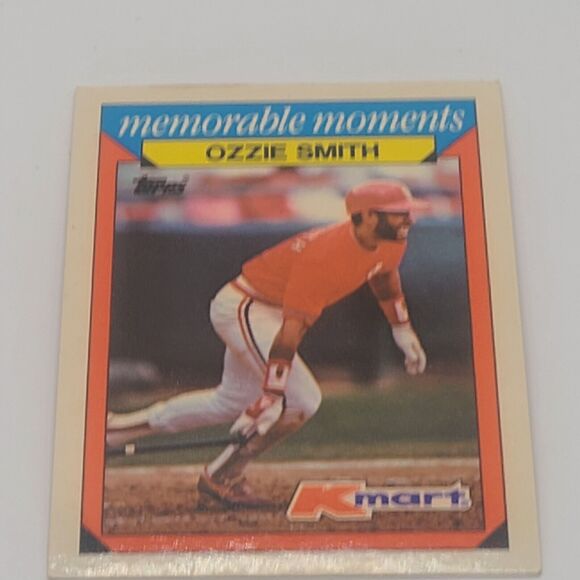 memorable moments
OZZIE SMITH
Topps
Kmart